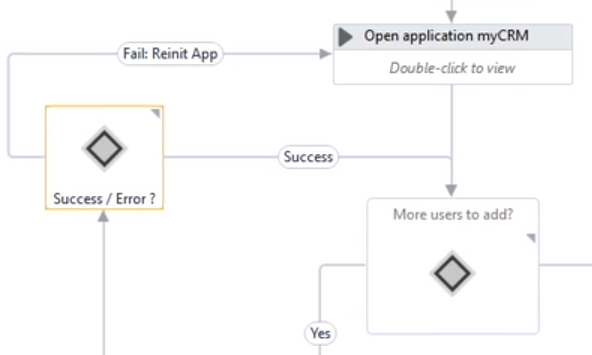 Open application myCRM
Fail: Reinit App
Double-click to view
Success
Success / Error ?
More users to add?
Yes